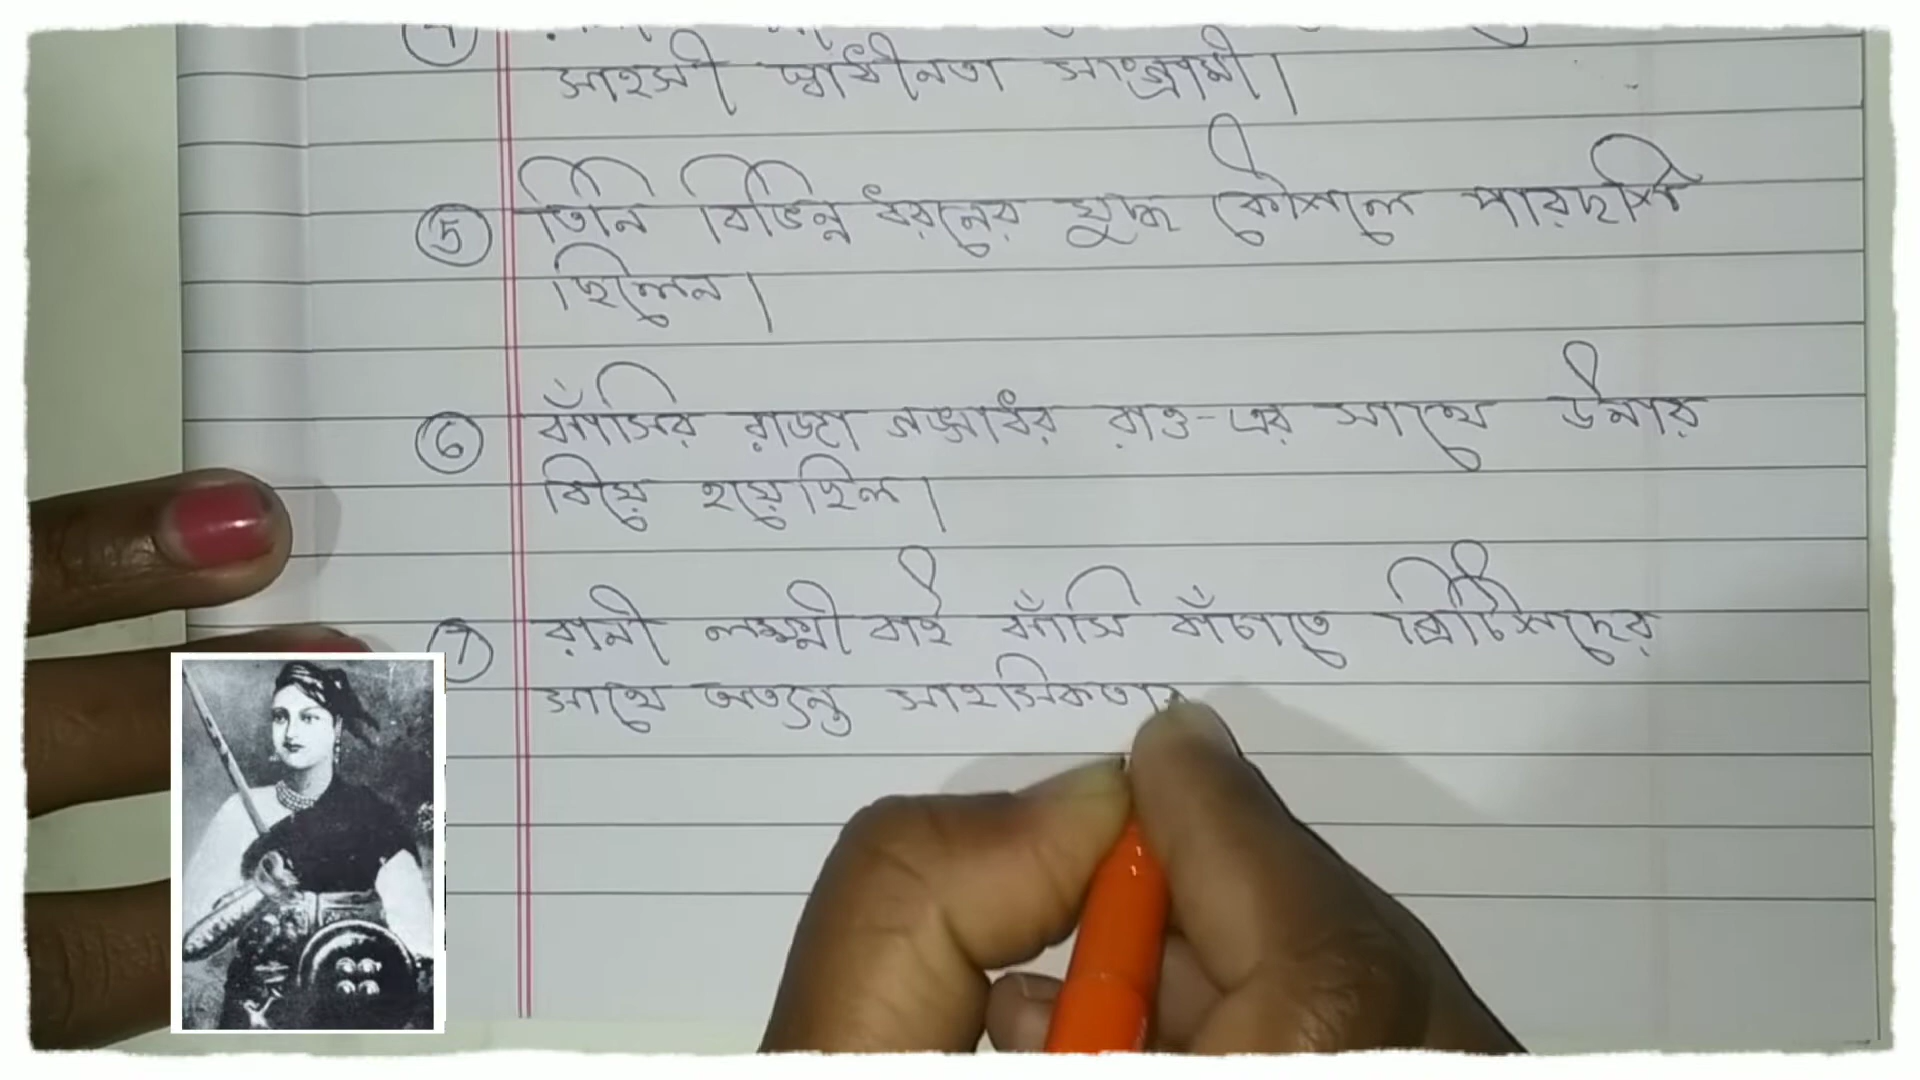 ④
সাহসী স্বাধীনতা সংগ্রামী।
⑤ তিনি বিভিন্ন ধরনের যুদ্ধ কৌশলে পারদর্শি
ছিলেন।
⑥ ঝাঁসির রাজা গঙ্গাধর রাও-এর সাথে উনার
বিয়ে হয়েছিল।
⑦ রানী লক্ষ্মী বাই ঝাঁসি বাঁচাতে ব্রিটিশদের
সাথে অত্যন্ত সাহসিকতা